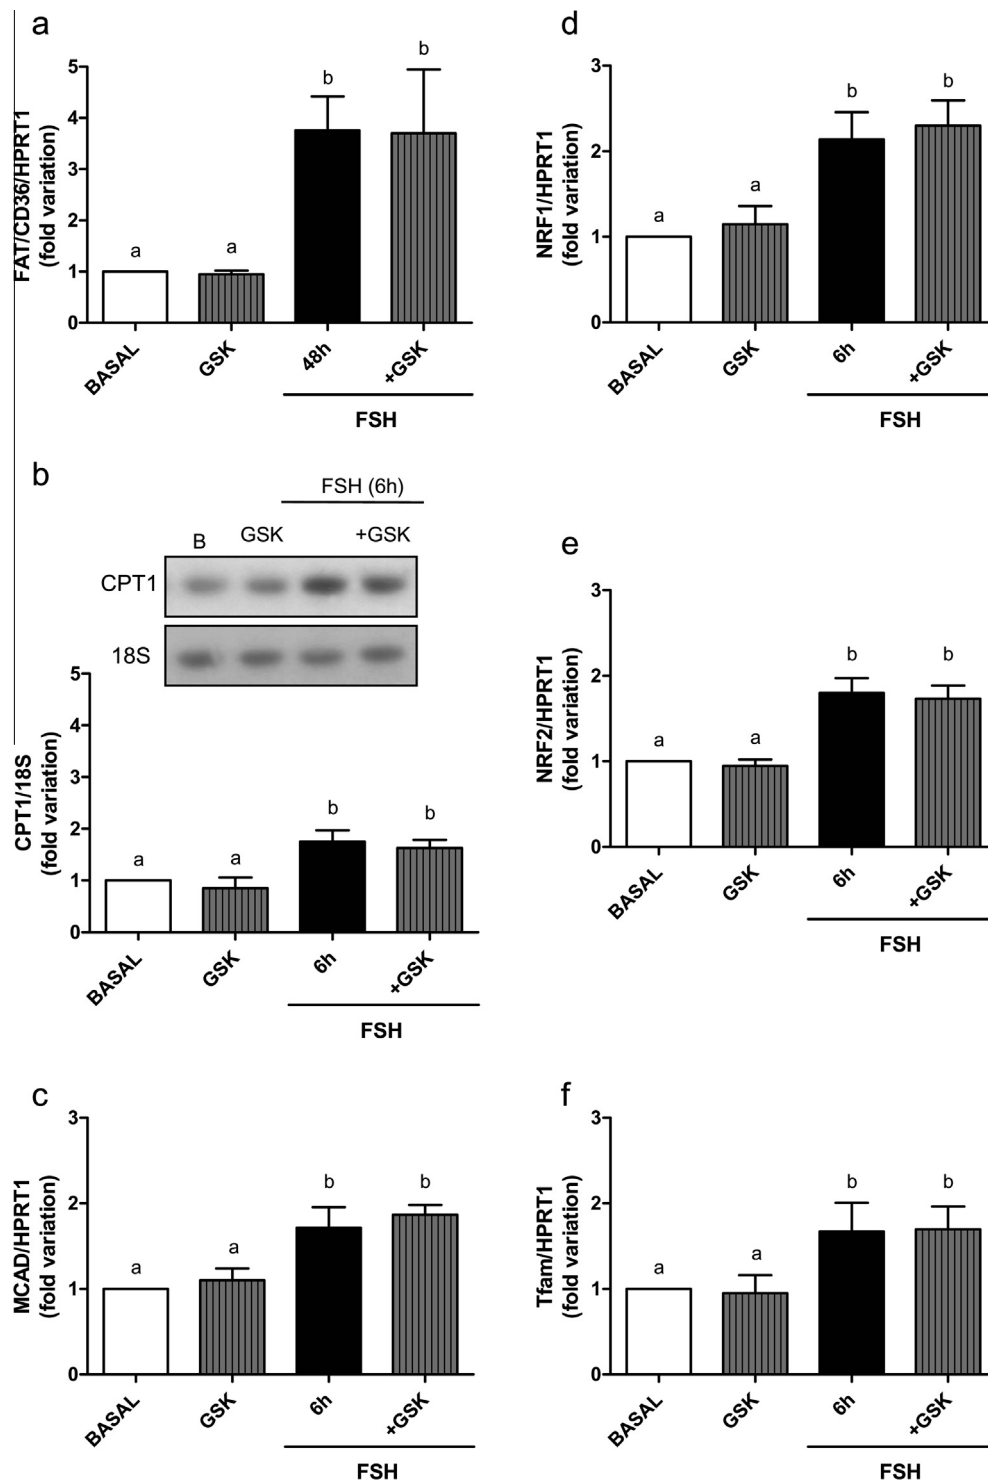 a
FAT/CD36/HPRT1
(fold variation)
5
4
3
2
1
0
a
a
b
b
BASAL
GSK
48h
+GSK
FSH
b
FSH (6h)
B
GSK
+GSK
CPT1
18S
CPT1/18S
(fold variation)
5
4
3
2
1
0
a
a
b
b
BASAL
GSK
6h
+GSK
FSH
c
MCAD/HPRT1
(fold variation)
3
2
1
0
a
a
b
b
BASAL
GSK
6h
+GSK
FSH
d
NRF1/HPRT1
(fold variation)
3
2
1
0
a
a
b
b
BASAL
GSK
6h
+GSK
FSH
e
NRF2/HPRT1
(fold variation)
3
2
1
0
a
a
b
b
BASAL
GSK
6h
+GSK
FSH
f
Tfam/HPRT1
(fold variation)
3
2
1
0
a
a
b
b
BASAL
GSK
6h
+GSK
FSH